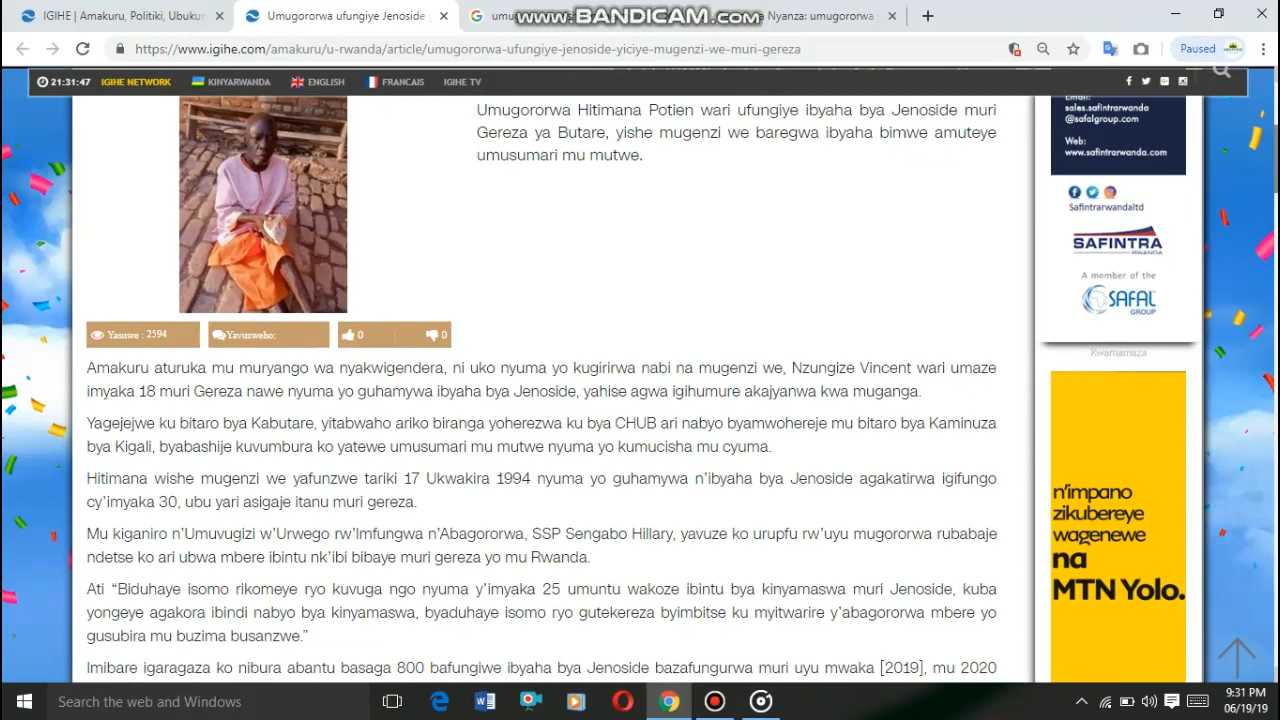 IGIHE | Amakuru, Politiki, Ubukun
Umugororwa ufungiye Jenoside
www.BANDICAM.com
Nyanza: umugororwa
https://www.igihe.com/amakuru/u-rwanda/article/umugororwa-ufungiye-jenoside-yiciye-mugenzi-we-muri-gereza
Paused
21:31:47 IGIHE NETWORK KINYARWANDA ENGLISH FRANCAIS IGIHE TV
Umugororwa Hitimana Potien wari ufungiye ibyaha bya Jenoside muri
Gereza ya Butare, yishe mugenzi we baregwa ibyaha bimwe amuteye
umusumari mu mutwe.
Yasuwe : 2594
Yavuzweho:
0
0
Amakuru aturuka mu muryango wa nyakwigendera, ni uko nyuma yo kugirirwa nabi na mugenzi we, Nzungize Vincent wari umaze
imyaka 18 muri Gereza nawe nyuma yo guhamywa ibyaha bya Jenoside, yahise agwa igihumure akajyanwa kwa muganga.
Yagejejwe ku bitaro bya Kabutare, yitabwaho ariko biranga yoherezwa ku bya CHUB ari nabyo byamwohereje mu bitaro bya Kaminuza
bya Kigali, byabashije kuvumbura ko yatewe umusumari mu mutwe nyuma yo kumucisha mu cyuma.
Hitimana wishe mugenzi we yafunzwe tariki 17 Ukwakira 1994 nyuma yo guhamywa n'ibyaha bya Jenoside agakatirwa igifungo
cy'imyaka 30, ubu yari asigaje itanu muri gereza.
Mu kiganiro n'Umuvugizi w'Urwego rw'imfungwa n'Abagororwa, SSP Sengabo Hillary, yavuze ko urupfu rw'uyu mugororwa rubabaje
ndetse ko ari ubwa mbere ibintu nk'ibi bibaye muri gereza yo mu Rwanda.
Ati “Biduhaye isomo rikomeye ryo kuvuga ngo nyuma y'imyaka 25 umuntu wakoze ibintu bya kinyamaswa muri Jenoside, kuba
yongeye agakora ibindi nabyo bya kinyamaswa, byaduhaye isomo ryo gutekereza byimbitse ku myitwarire y'abagororwa mbere yo
gusubira mu buzima busanzwe.”
Imibare igaragaza ko nibura abantu basaga 800 bafungiwe ibyaha bya Jenoside bazafungurwa muri uyu mwaka [2019], mu 2020
Email:
sales.safintrarwanda
@safalgroup.com
Web:
www.safintrarwanda.com
Safintrarwandaltd
SAFINTRA
RWANDA
A member of the
SAFAL
GROUP
Kwamamaza
n'impano
zikubereye
wagenewe
na
MTN Yolo.
Search the web and Windows
9:31 PM
06/19/19